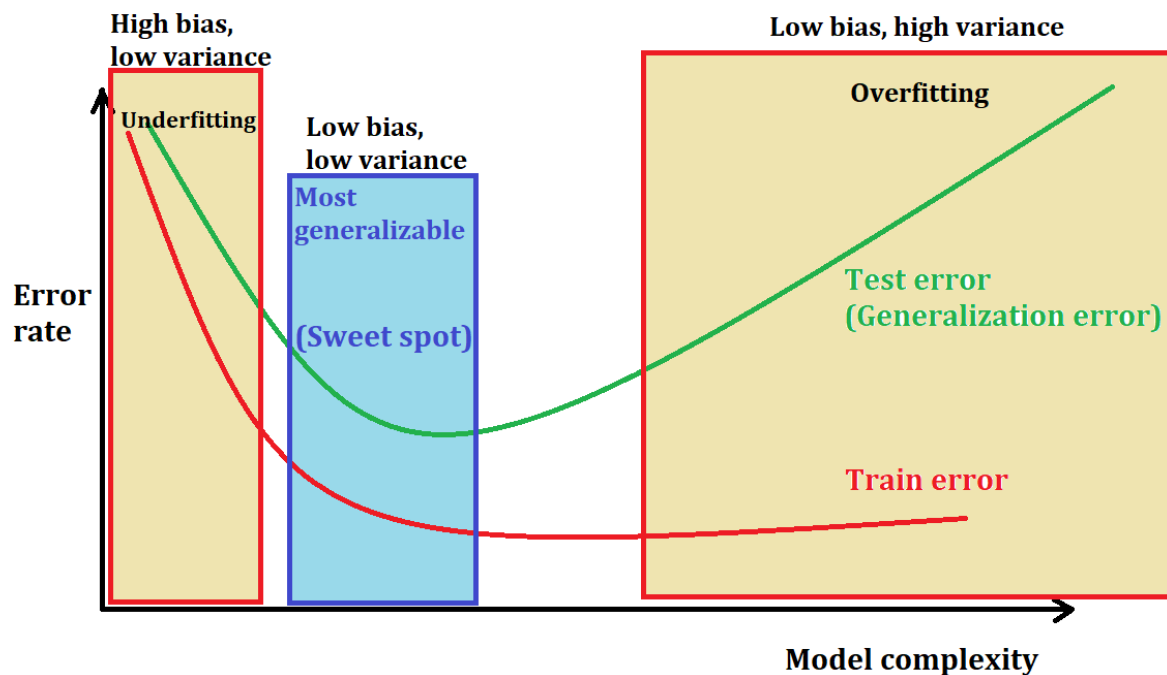 High bias,
low variance
Low bias, high variance
Underfitting
Overfitting
Low bias,
low variance
Most
generalizable
(Sweet spot)
Error
rate
Test error
(Generalization error)
Train error
Model complexity